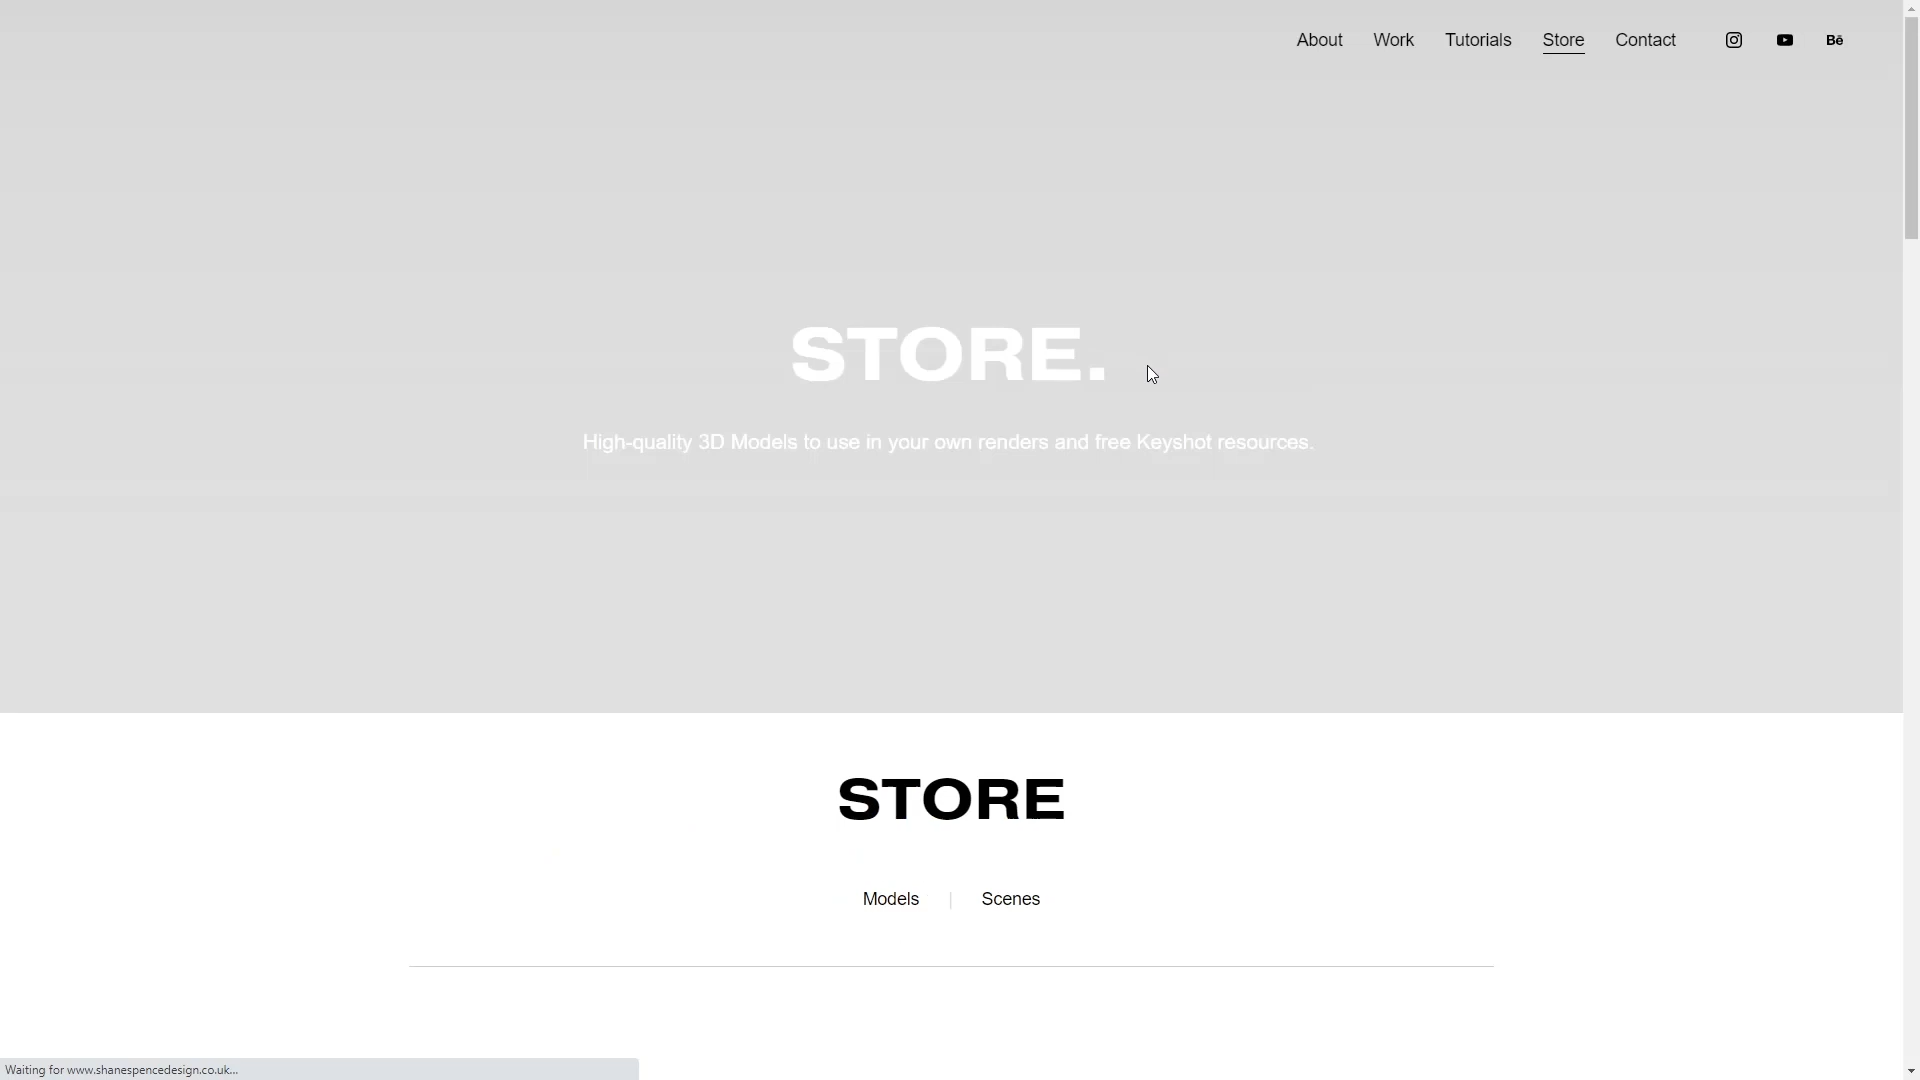 About Work Tutorials Store Contact Bē
STORE.
High-quality 3D Models to use in your own renders and free Keyshot resources.
STORE
Models | Scenes
Waiting for www.shanespencedesign.co.uk...